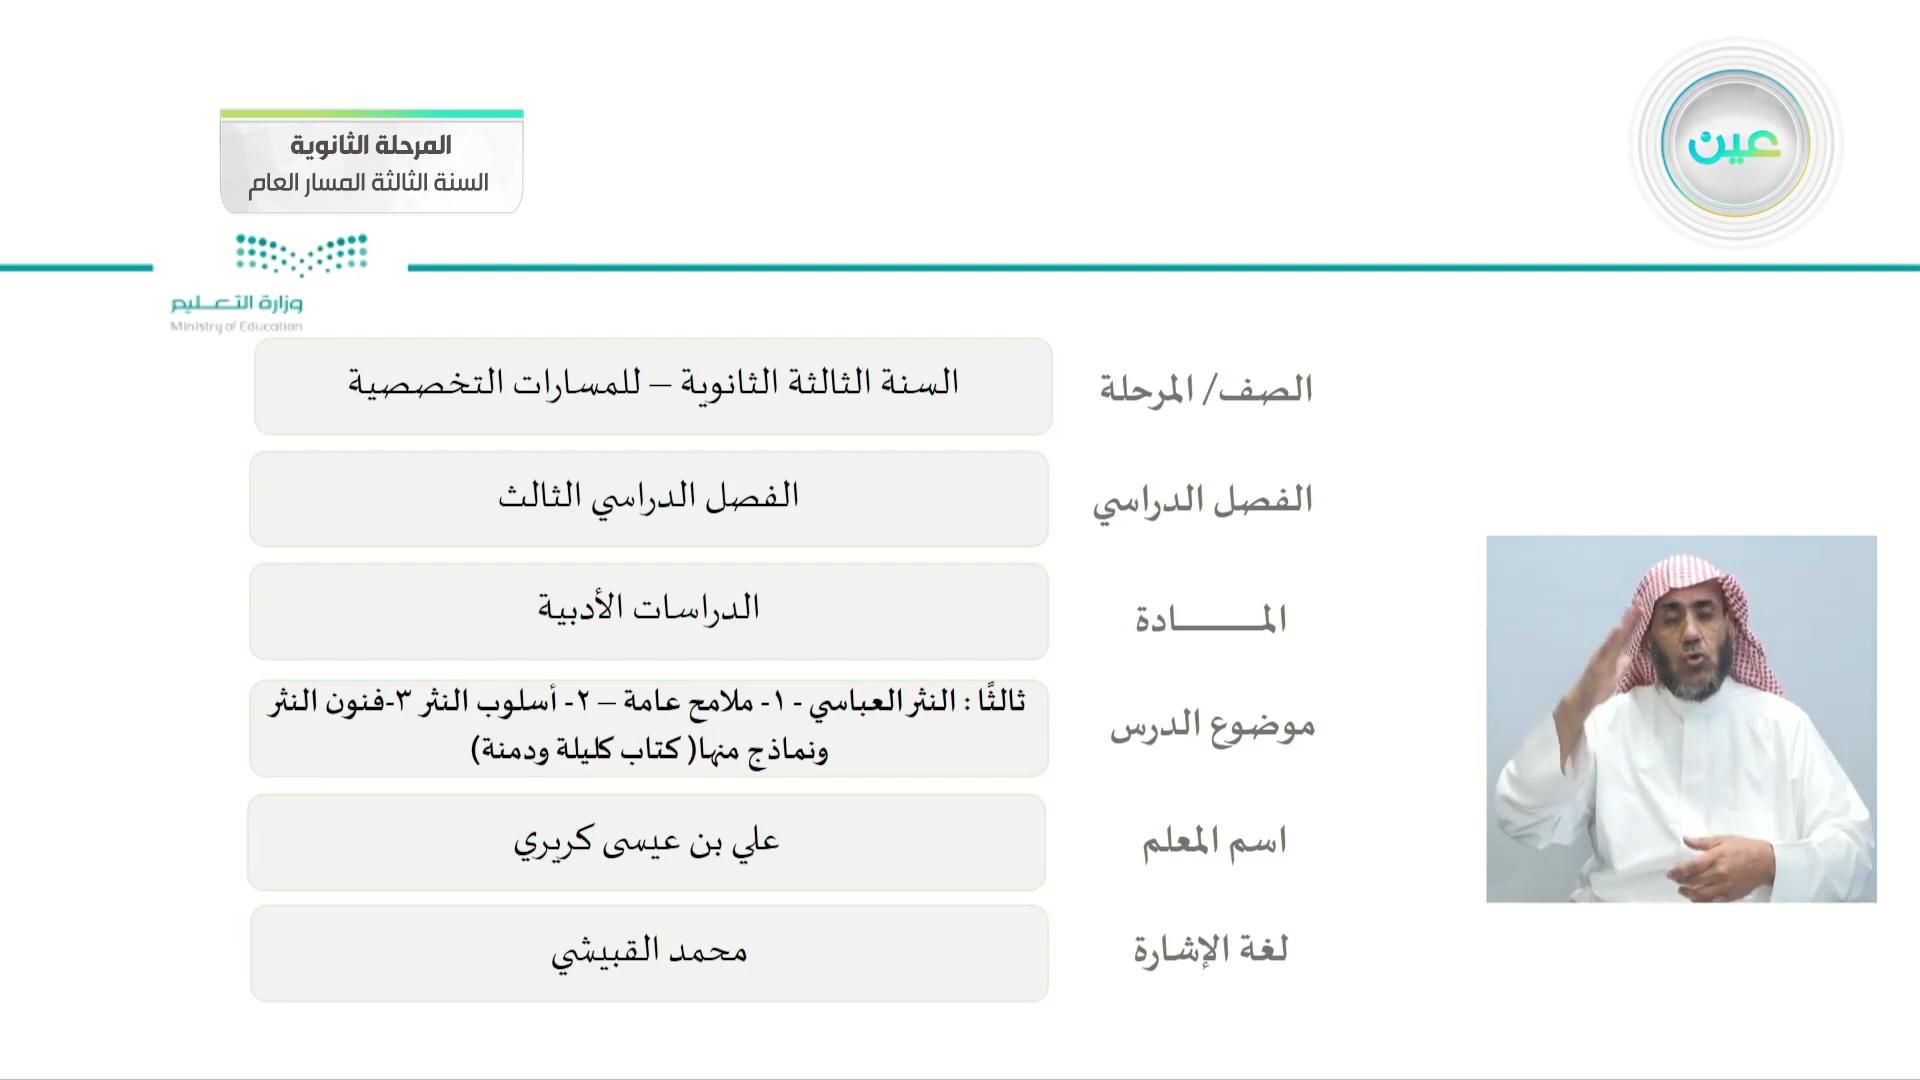 عين
المرحلة الثانوية
السنة الثالثة المسار العام
وزارة التعـــليم
Ministry of Education
الصف/ المرحلة
السنة الثالثة الثانوية – للمسارات التخصصية
الفصل الدراسي
الفصل الدراسي الثالث
المـــــــــادة
الدراسات الأدبية
موضوع الدرس
ثالثًا : النثر العباسي - ١- ملامح عامة – ٢- أسلوب النثر ٣-فنون النثر
ونماذج منها( كتاب كليلة ودمنة)
اسم المعلم
علي بن عيسى كريري
لغة الإشارة
محمد القبيشي